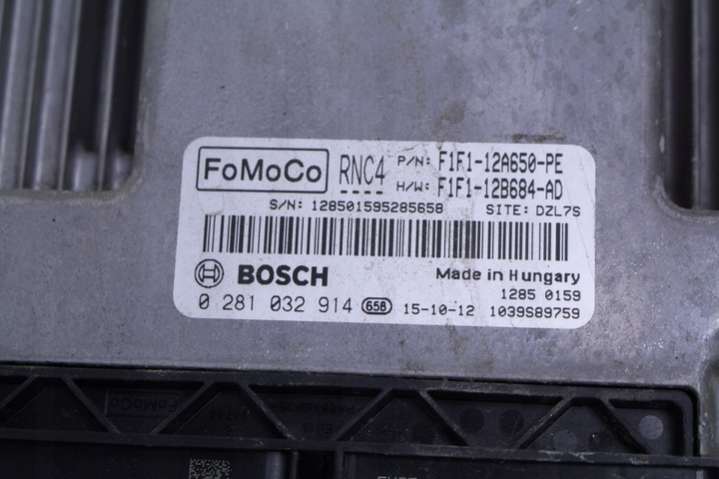 FoMoCo RNC4 P/N: F1F1-12A650-PE
H/W: F1F1-12B684-AD
S/N: 128501595285658 SITE: DZL7S
BOSCH Made in Hungary
1285 0159
0 281 032 914 658 15-10-12 1039S89759
FoMoCo